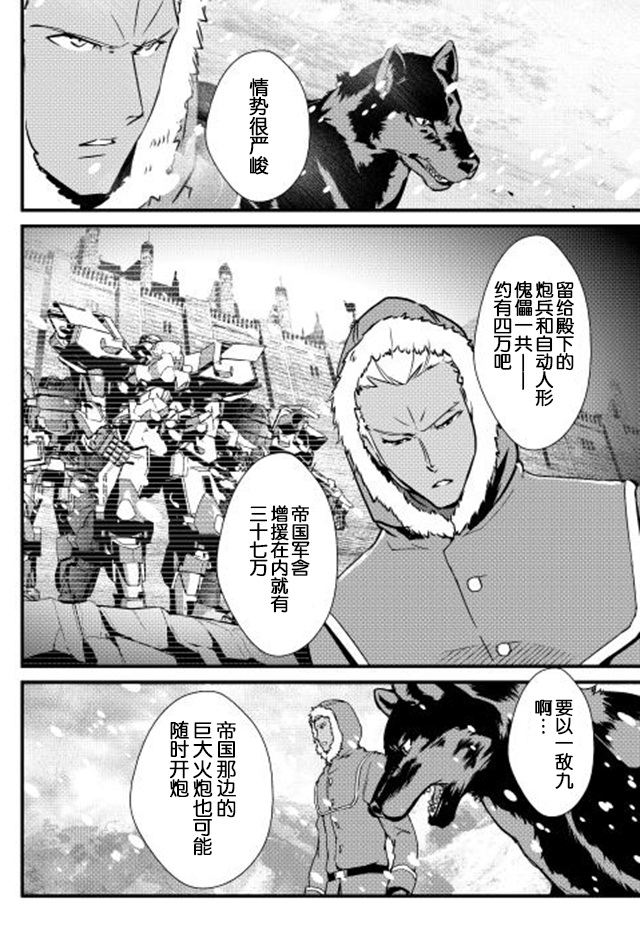 情势很严峻
留给殿下的
炮兵和自动人形
傀儡一共——
约有四万吧
帝国军含
增援在内就有
三十七万
要以一敌九
啊…
帝国那边的
巨大火炮也可能
随时开炮